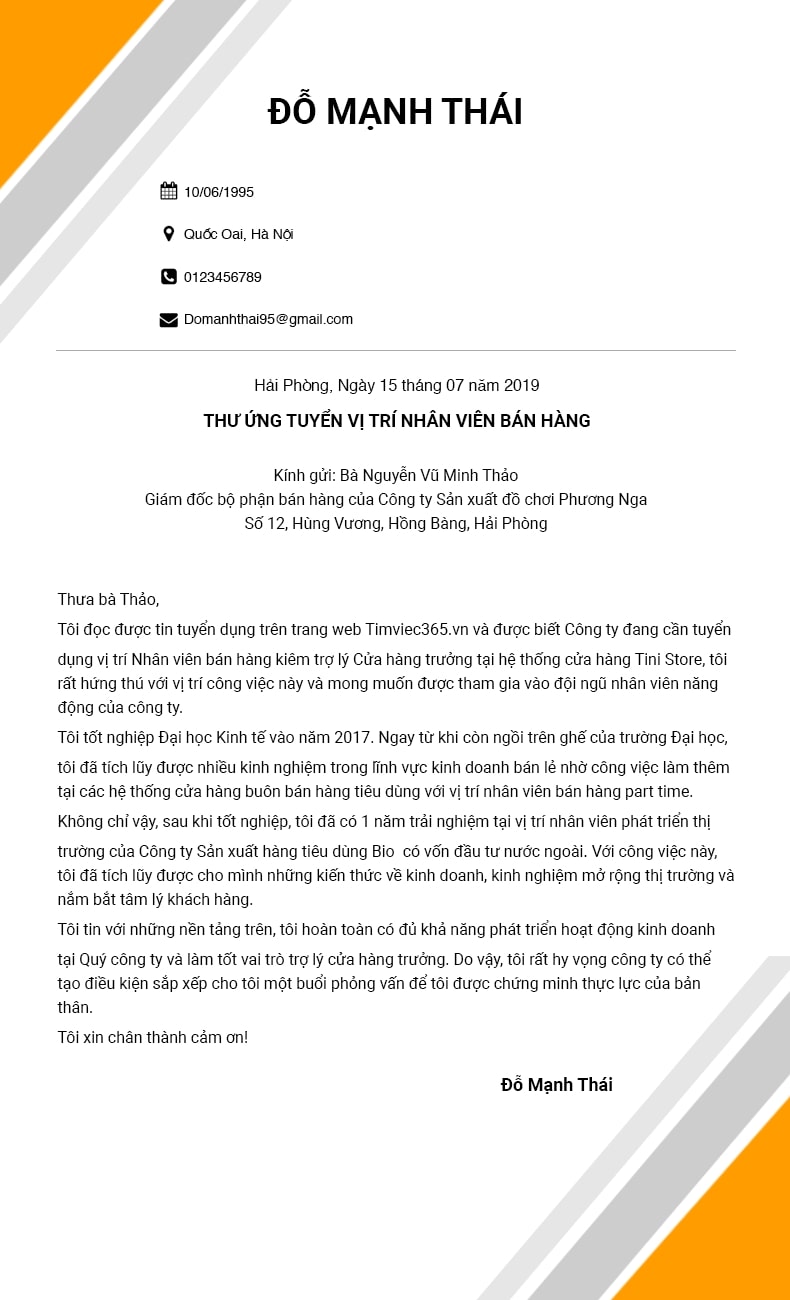 ĐỖ MẠNH THÁI
10/06/1995
Quốc Oai, Hà Nội
0123456789
Domanhthai95@gmail.com
Hải Phòng, Ngày 15 tháng 07 năm 2019
THƯ ỨNG TUYỂN VỊ TRÍ NHÂN VIÊN BÁN HÀNG
Kính gửi: Bà Nguyễn Vũ Minh Thảo
Giám đốc bộ phận bán hàng của Công ty Sản xuất đồ chơi Phương Nga
Số 12, Hùng Vương, Hồng Bàng, Hải Phòng
Thưa bà Thảo,
Tôi đọc được tin tuyển dụng trên trang web Timviec365.vn và được biết Công ty đang cần tuyển
dụng vị trí Nhân viên bán hàng kiêm trợ lý Cửa hàng trưởng tại hệ thống cửa hàng Tini Store, tôi
rất hứng thú với vị trí công việc này và mong muốn được tham gia vào đội ngũ nhân viên năng
động của công ty.
Tôi tốt nghiệp Đại học Kinh tế vào năm 2017. Ngay từ khi còn ngồi trên ghế của trường Đại học,
tôi đã tích lũy được nhiều kinh nghiệm trong lĩnh vực kinh doanh bán lẻ nhờ công việc làm thêm
tại các hệ thống cửa hàng buôn bán hàng tiêu dùng với vị trí nhân viên bán hàng part time.
Không chỉ vậy, sau khi tốt nghiệp, tôi đã có 1 năm trải nghiệm tại vị trí nhân viên phát triển thị
trường của Công ty Sản xuất hàng tiêu dùng Bio  có vốn đầu tư nước ngoài. Với công việc này,
tôi đã tích lũy được cho mình những kiến thức về kinh doanh, kinh nghiệm mở rộng thị trường và
nắm bắt tâm lý khách hàng.
Tôi tin với những nền tảng trên, tôi hoàn toàn có đủ khả năng phát triển hoạt động kinh doanh
tại Quý công ty và làm tốt vai trò trợ lý cửa hàng trưởng. Do vậy, tôi rất hy vọng công ty có thể
tạo điều kiện sắp xếp cho tôi một buổi phỏng vấn để tôi được chứng minh thực lực của bản
thân.
Tôi xin chân thành cảm ơn!
Đỗ Mạnh Thái